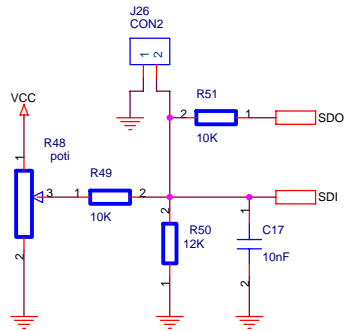 J26
CON2
1
2
R51
2
1
SDO
10K
VCC
R48
poti
1
3
R49
1
2
10K
SDI
2
R50
12K
1
1
C17
10nF
2
2